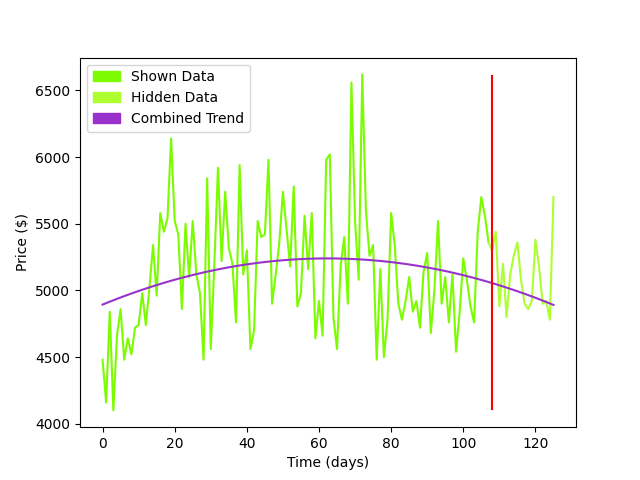 Shown Data
Hidden Data
Combined Trend
Price ($)
6500
6000
5500
5000
4500
4000
0 20 40 60 80 100 120
Time (days)